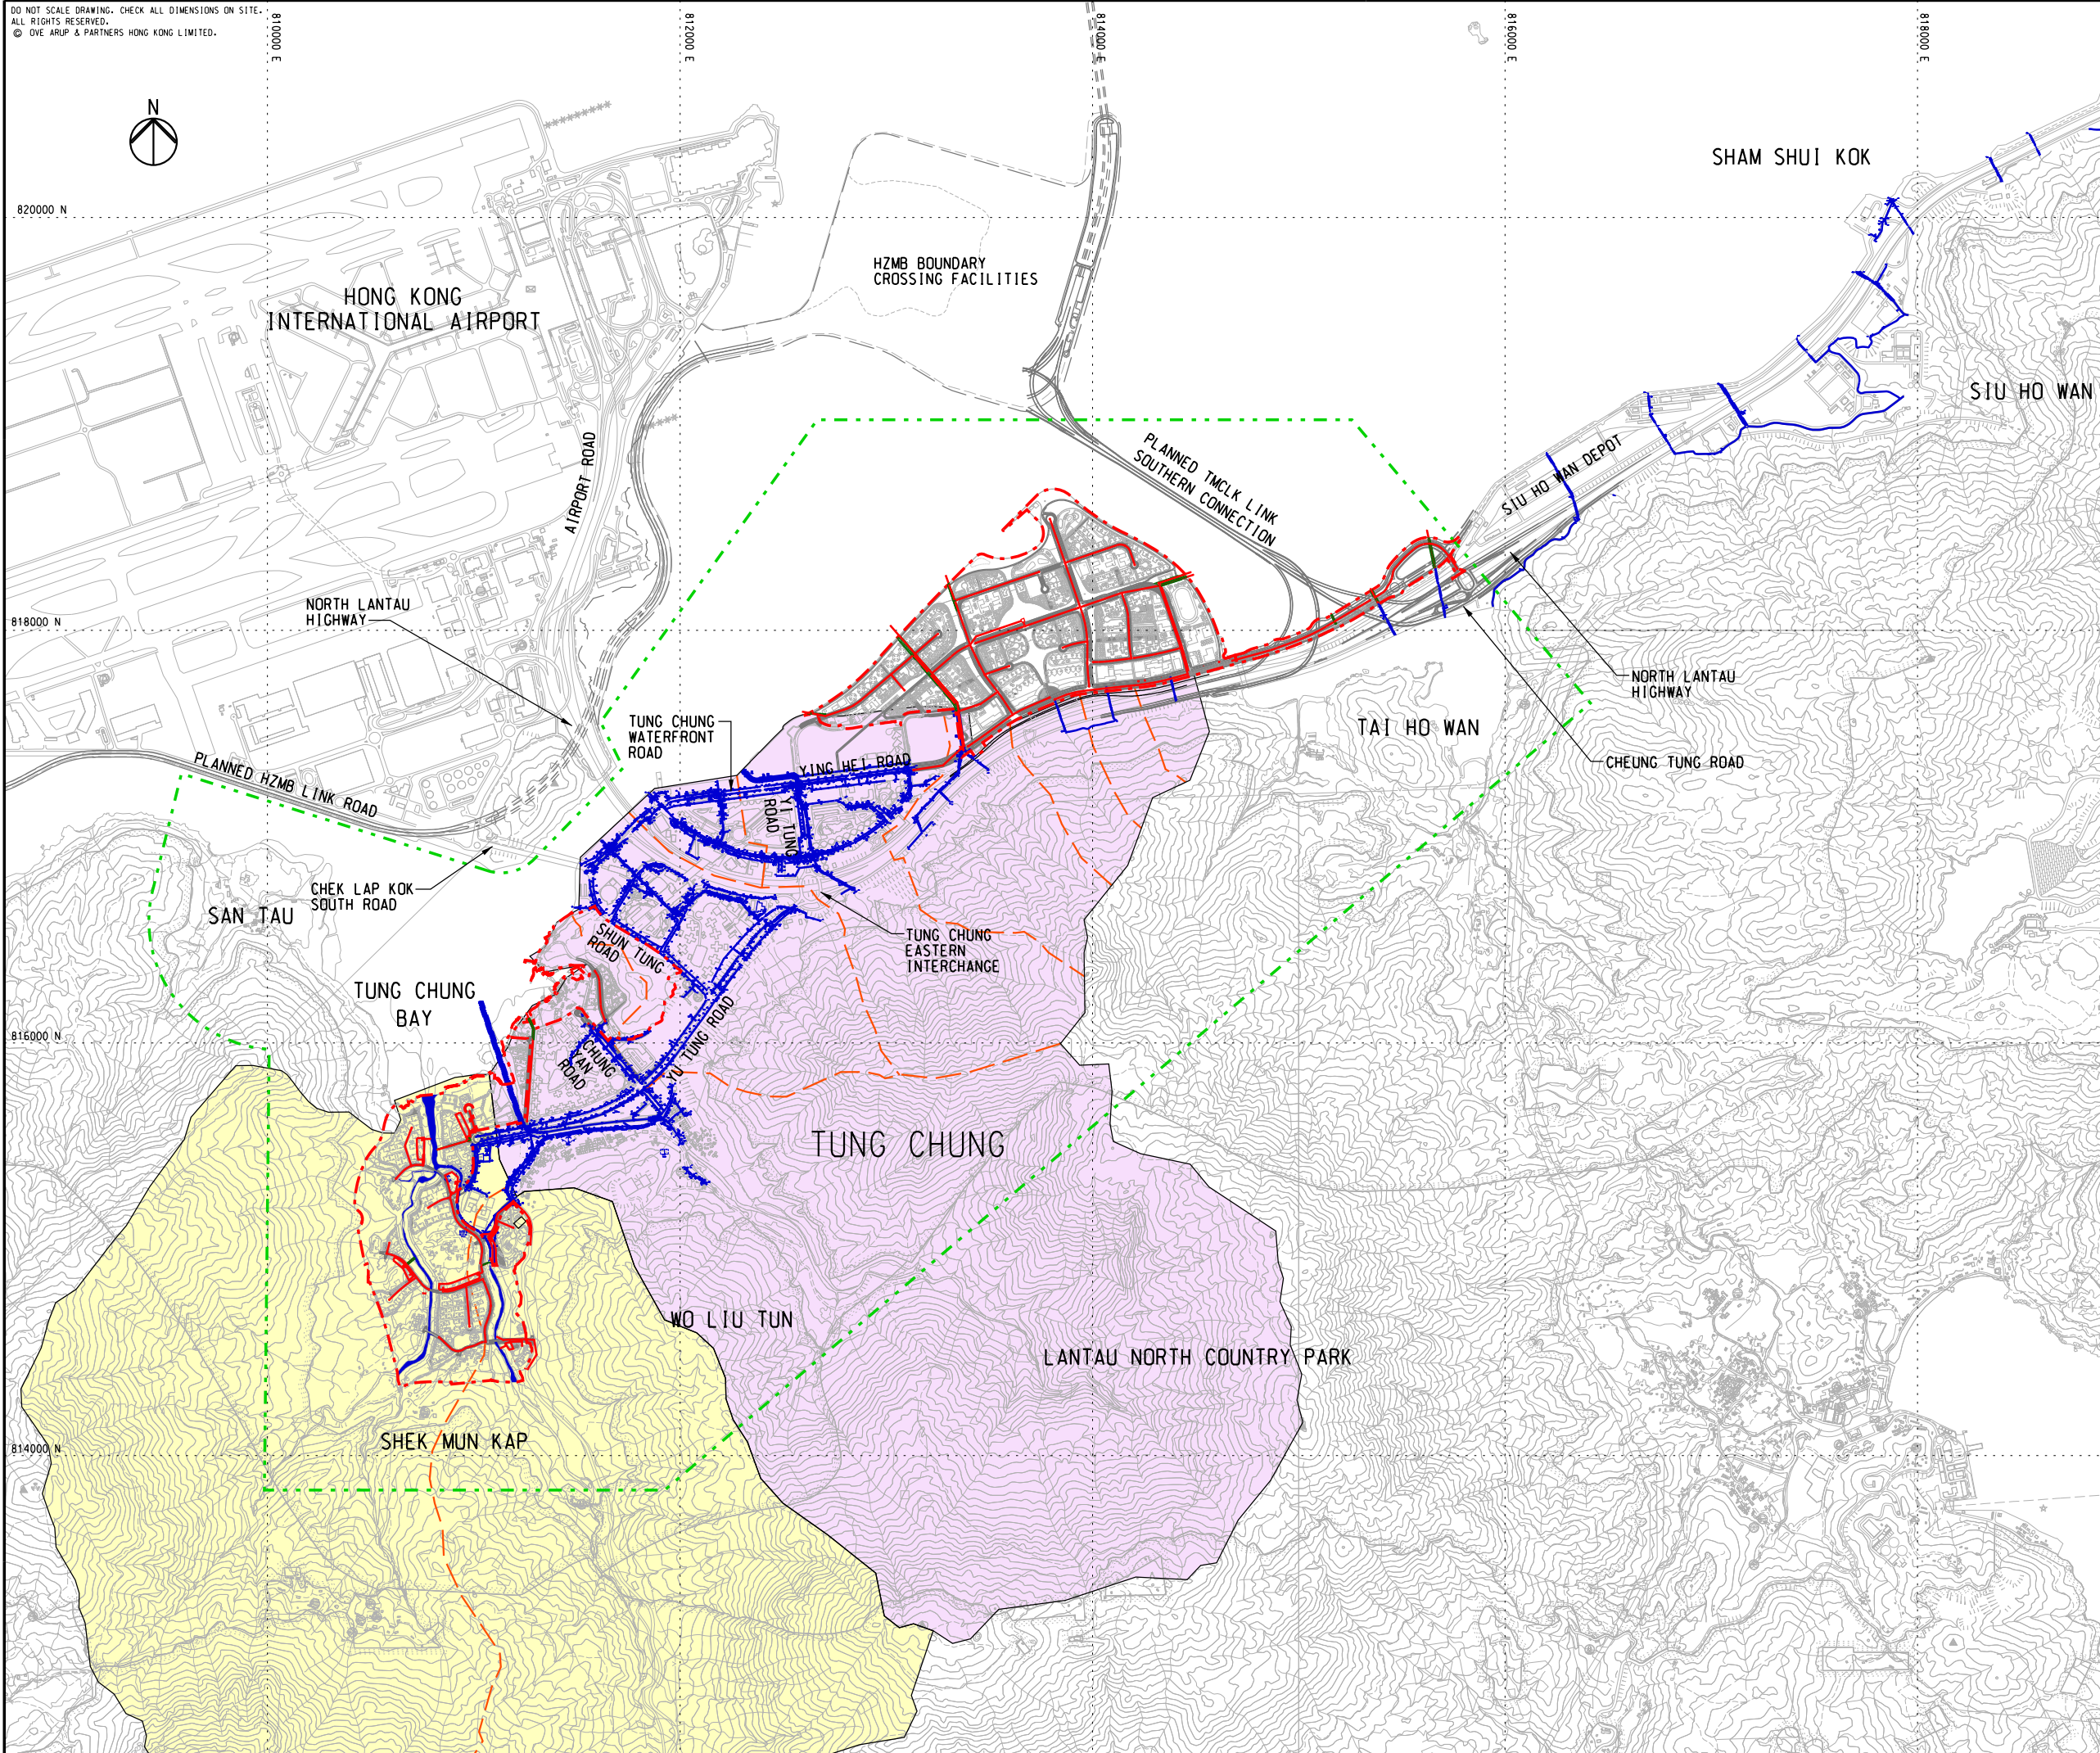 DO NOT SCALE DRAWING. CHECK ALL DIMENSIONS ON SITE.
ALL RIGHTS RESERVED.
© OVE ARUP & PARTNERS HONG KONG LIMITED.
810000 E
812000 E
814000 E
816000 E
818000 E
N
SHAM SHUI KOK
820000 N
HZMB BOUNDARY
CROSSING FACILITIES
HONG KONG
INTERNATIONAL AIRPORT
SIU HO WAN
AIRPORT ROAD
PLANNED TMCLK LINK
SOUTHERN CONNECTION
SIU HO WAN DEPOT
NORTH LANTAU
HIGHWAY
818000 N
NORTH LANTAU
HIGHWAY
TUNG CHUNG
WATERFRONT
ROAD
TAI HO WAN
YING HEI ROAD
CHEUNG TUNG ROAD
PLANNED HZMB LINK ROAD
YI TUNG
ROAD
CHEK LAP KOK
SOUTH ROAD
SAN TAU
SHUN TUNG
ROAD
TUNG CHUNG
EASTERN
INTERCHANGE
TUNG CHUNG
BAY
YU TUNG ROAD
816000 N
CHUNG
YAN
ROAD
TUNG CHUNG
WO LIU TUN
LANTAU NORTH COUNTRY PARK
SHEK MUN KAP
814000 N